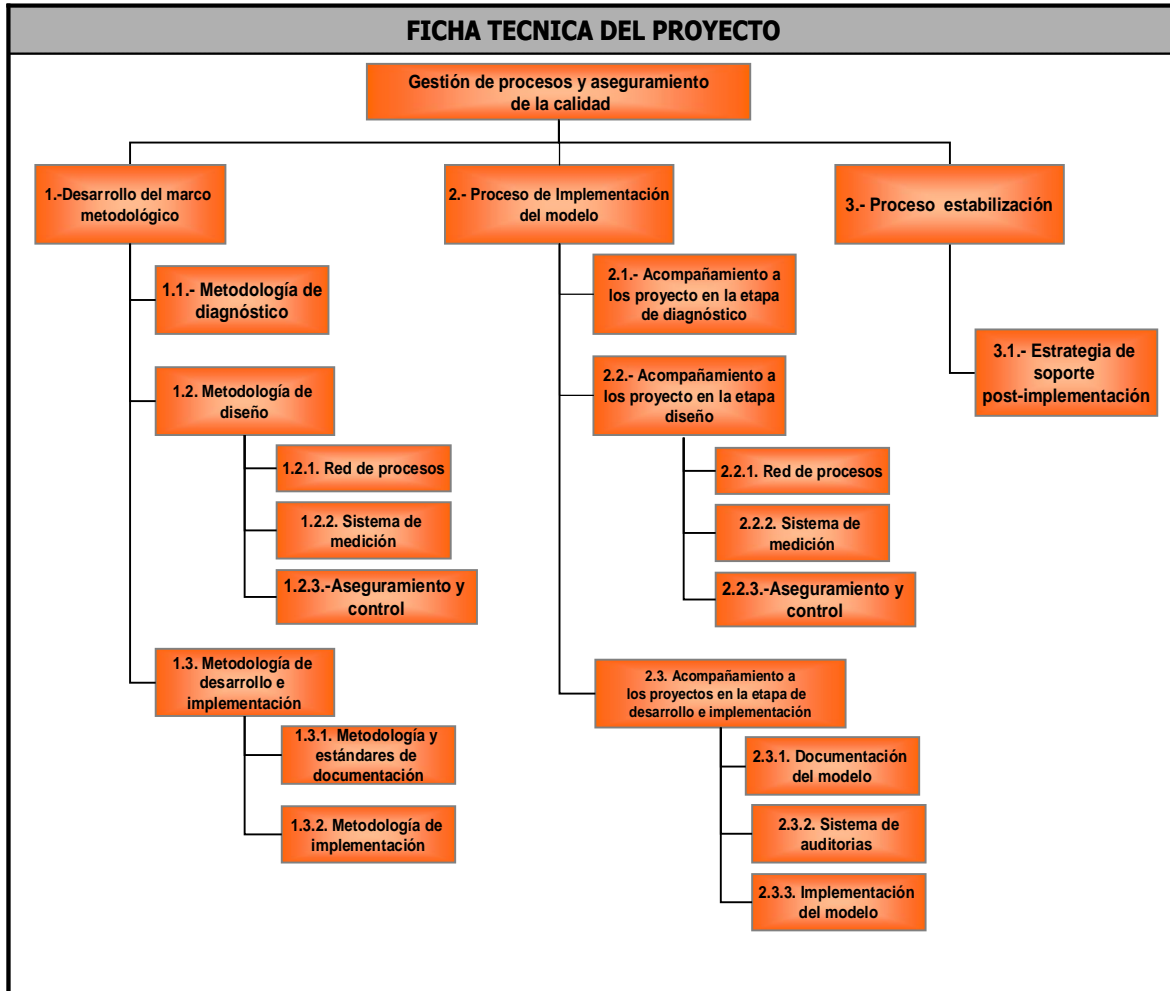 FICHA TECNICA DEL PROYECTO
Gestión de procesos y aseguramiento
de la calidad
1.-Desarrollo del marco
metodológico
1.1.- Metodología de
diagnóstico
1.2. Metodología de
diseño
1.2.1. Red de procesos
1.2.2. Sistema de
medición
1.2.3.-Aseguramiento y
control
1.3. Metodología de
desarrollo e
implementación
1.3.1. Metodología y
estándares de
documentación
1.3.2. Metodología de
implementación
2.- Proceso de Implementación
del modelo
2.1.- Acompañamiento a
los proyecto en la etapa
de diagnóstico
2.2.- Acompañamiento a
los proyecto en la etapa
diseño
2.2.1. Red de procesos
2.2.2. Sistema de
medición
2.2.3.-Aseguramiento y
control
2.3. Acompañamiento a
los proyectos en la etapa de
desarrollo e implementación
2.3.1. Documentación
del modelo
2.3.2. Sistema de
auditorias
2.3.3. Implementación
del modelo
3.- Proceso estabilización
3.1.- Estrategia de
soporte
post-implementación